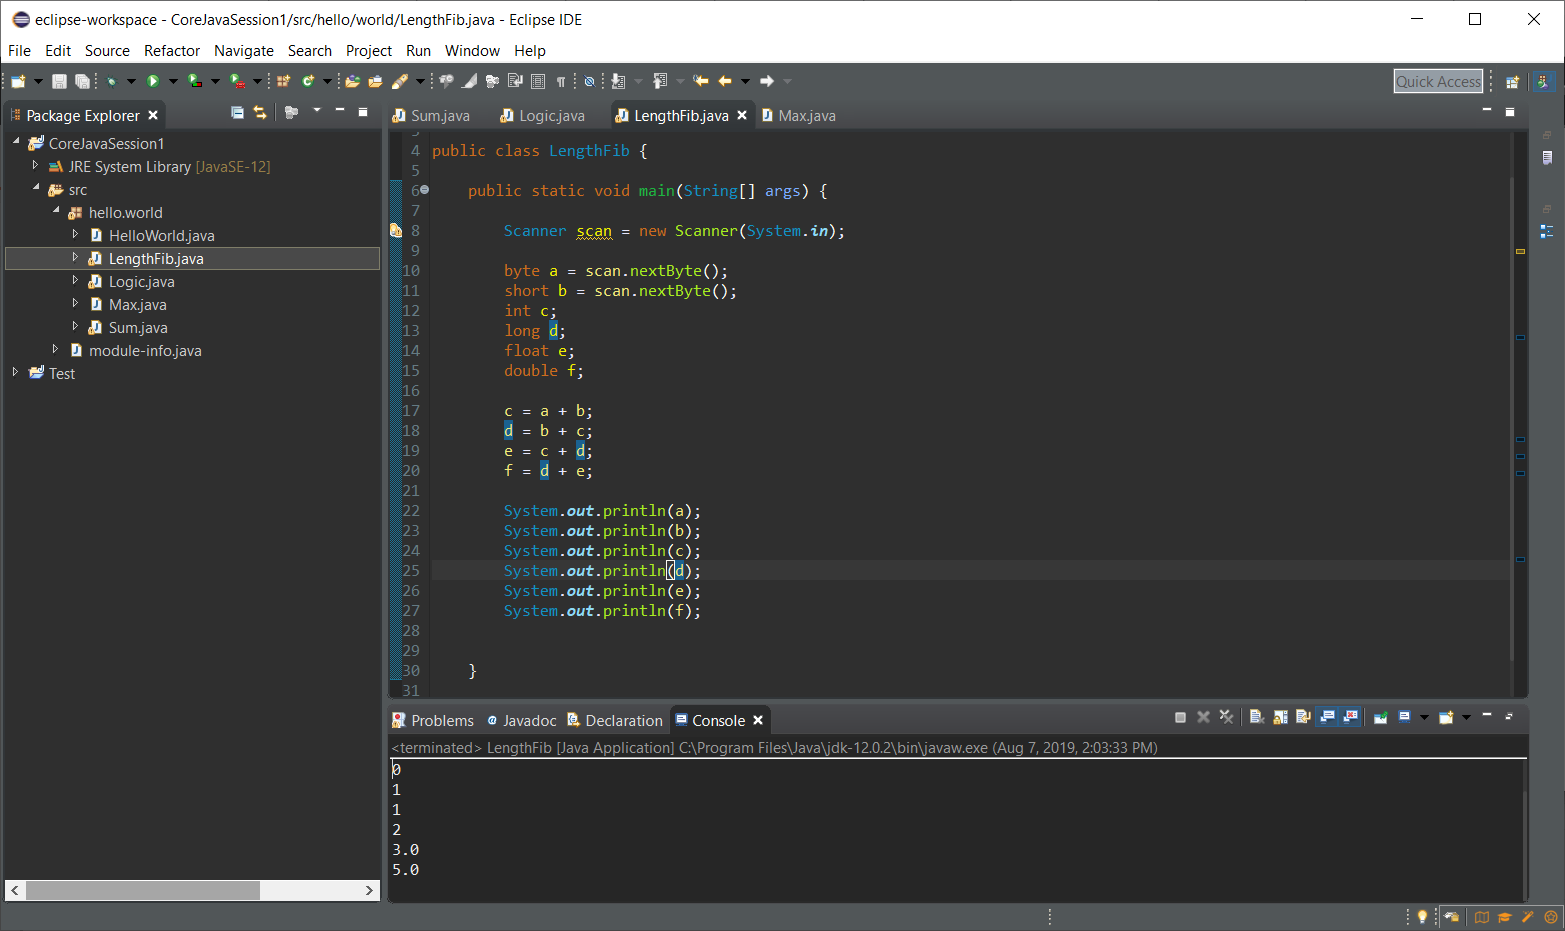 eclipse-workspace - CoreJavaSession1/src/hello/world/LengthFib.java - Eclipse IDE
File Edit Source Refactor Navigate Search Project Run Window Help
Quick Access
Package Explorer
CoreJavaSession1
JRE System Library [JavaSE-12]
src
hello.world
HelloWorld.java
LengthFib.java
Logic.java
Max.java
Sum.java
module-info.java
Test
Sum.java Logic.java LengthFib.java Max.java
3
4 public class LengthFib {
5
6 public static void main(String[] args) {
7
8 Scanner scan = new Scanner(System.in);
9
10 byte a = scan.nextByte();
11 short b = scan.nextByte();
12 int c;
13 long d;
14 float e;
15 double f;
16
17 c = a + b;
18 d = b + c;
19 e = c + d;
20 f = d + e;
21
22 System.out.println(a);
23 System.out.println(b);
24 System.out.println(c);
25 System.out.println(d);
26 System.out.println(e);
27 System.out.println(f);
28
29
30 }
31
Problems Javadoc Declaration Console
<terminated> LengthFib [Java Application] C:\Program Files\Java\jdk-12.0.2\bin\javaw.exe (Aug 7, 2019, 2:03:33 PM)
0
1
1
2
3.0
5.0